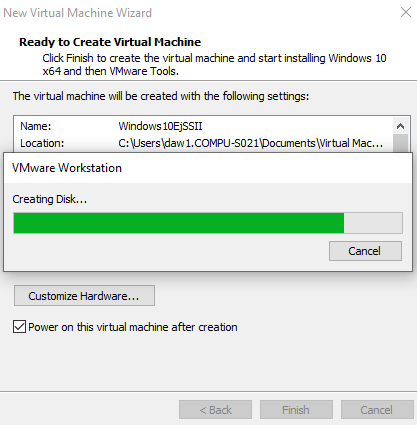 New Virtual Machine Wizard
Ready to Create Virtual Machine
Click Finish to create the virtual machine and start installing Windows 10
x64 and then VMware Tools.
The virtual machine will be created with the following settings:
Name: Windows10EjSSII
Location: C:\Users\daw1.COMPU-S021\Documents\Virtual Mac...
VMware Workstation
Creating Disk...
Cancel
Customize Hardware...
Power on this virtual machine after creation
< Back Finish Cancel